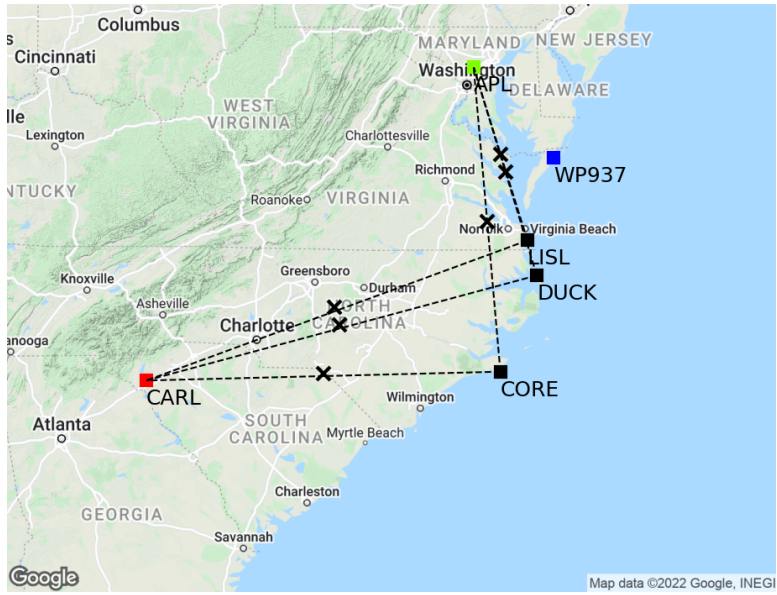 Columbus
Cincinnati
s
MARYLAND
NEW JERSEY
Washington
APL
DELAWARE
WEST
VIRGINIA
lle
Lexington
Charlottesville
WP937
Richmond
NTUCKY
VIRGINIA
Roanoke
Norfolk
Virginia Beach
LISL
Knoxville
Greensboro
Durham
DUCK
Asheville
NORTH
CAROLINA
Charlotte
anooga
CARL
CORE
Wilmington
Atlanta
SOUTH
CAROLINA
Myrtle Beach
Charleston
GEORGIA
Savannah
Google
Map data ©2022 Google, INEGI